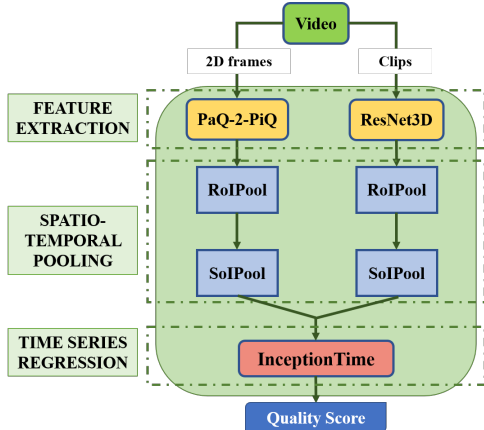 Video
2D frames
Clips
FEATURE
EXTRACTION
PaQ-2-PiQ
ResNet3D
SPATIO-
TEMPORAL
POOLING
RoIPool
RoIPool
SoIPool
SoIPool
TIME SERIES
REGRESSION
InceptionTime
Quality Score